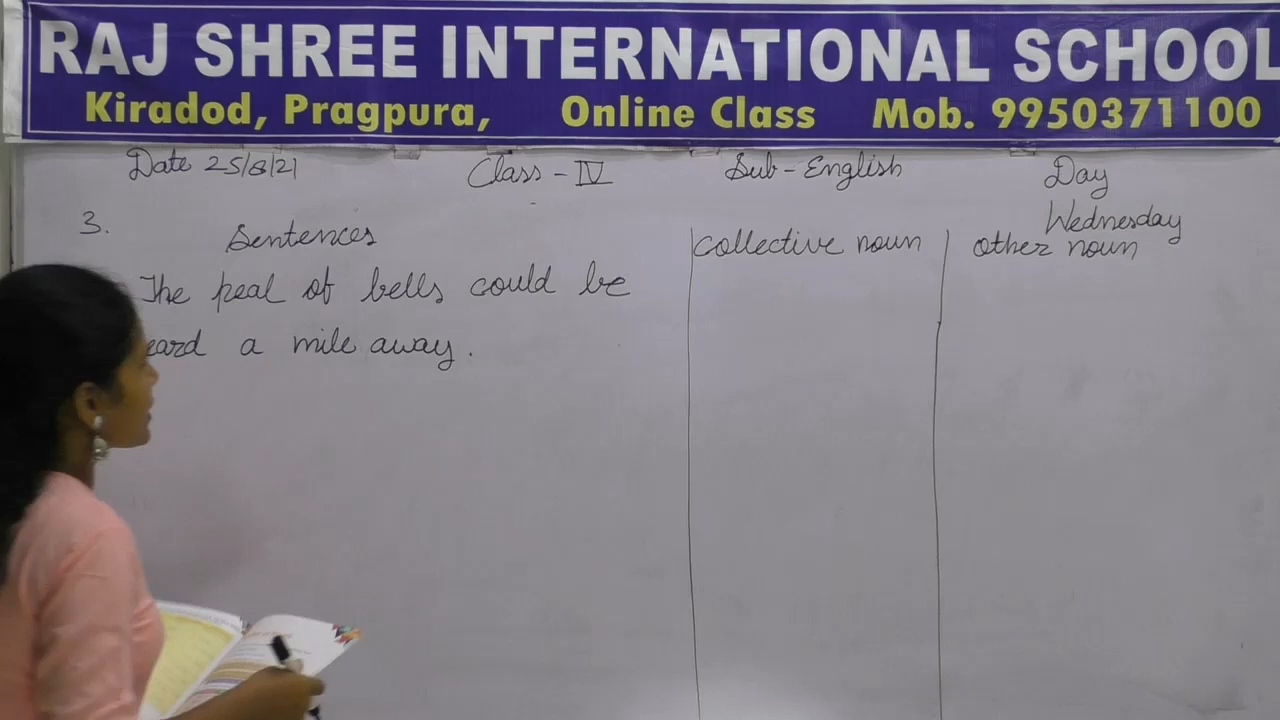 RAJ SHREE INTERNATIONAL SCHOOL
Kiradod, Pragpura, Online Class Mob. 9950371100
Date 25/8/21 Class - IV Sub - English Day
Wednesday
3. Sentences collective noun other noun
The peal of bells could be
eard a mile away.